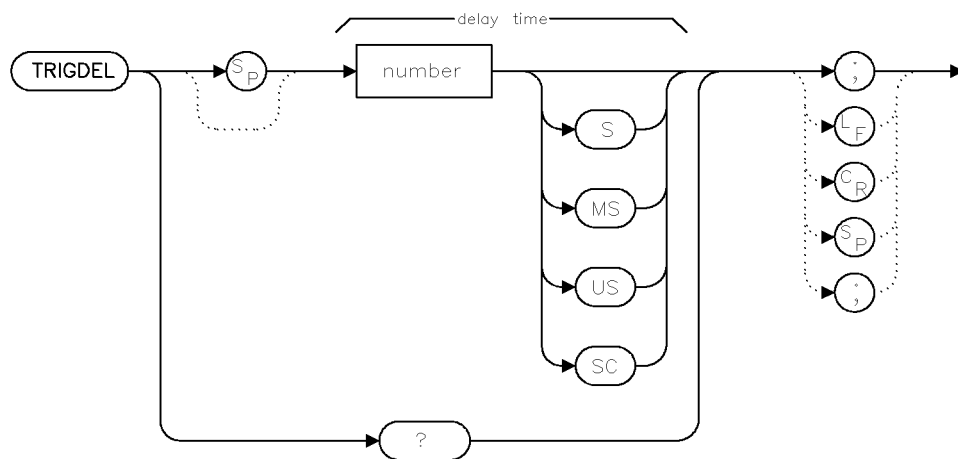 delay time
TRIGDEL
SP
number
;
S
LF
MS
CR
SP
US
;
SC
?